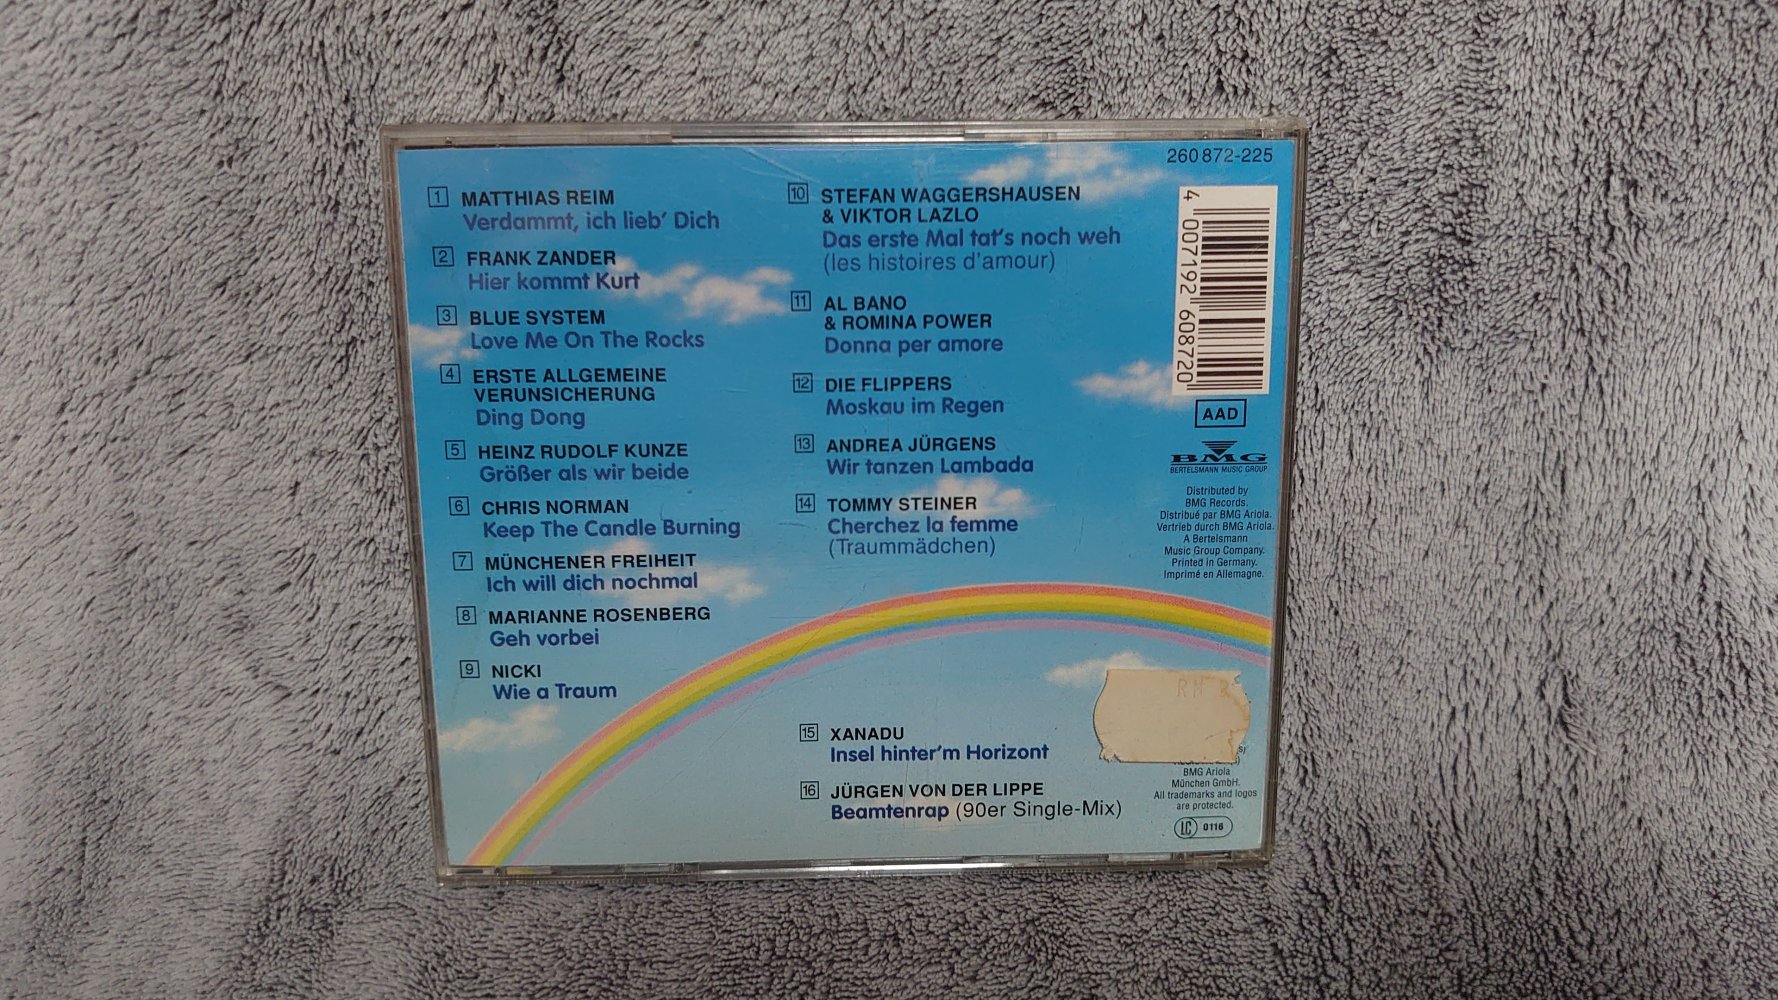 1 MATTHIAS REIM
Verdammt, ich lieb' Dich
2 FRANK ZANDER
Hier kommt Kurt
3 BLUE SYSTEM
Love Me On The Rocks
4 ERSTE ALLGEMEINE
VERUNSICHERUNG
Ding Dong
5 HEINZ RUDOLF KUNZE
Größer als wir beide
6 CHRIS NORMAN
Keep The Candle Burning
7 MÜNCHENER FREIHEIT
Ich will dich nochmal
8 MARIANNE ROSENBERG
Geh vorbei
9 NICKI
Wie a Traum
10 STEFAN WAGGERSHAUSEN
& VIKTOR LAZLO
Das erste Mal tat's noch weh
(les histoires d'amour)
11 AL BANO
& ROMINA POWER
Donna per amore
12 DIE FLIPPERS
Moskau im Regen
13 ANDREA JÜRGENS
Wir tanzen Lambada
14 TOMMY STEINER
Cherchez la femme
(Traummädchen)
15 XANADU
Insel hinter'm Horizont
16 JÜRGEN VON DER LIPPE
Beamtenrap (90er Single-Mix)
260 872-225
4 007192 608720
AAD
BMG
BERTELSMANN MUSIC GROUP
Distributed by
BMG Records.
Distribué par BMG Ariola.
Vertrieb durch BMG Ariola.
A Bertelsmann
Music Group Company.
Printed in Germany.
Imprimé en Allemagne.
BMG Ariola
München GmbH.
All trademarks and logos
are protected.
LC 0116